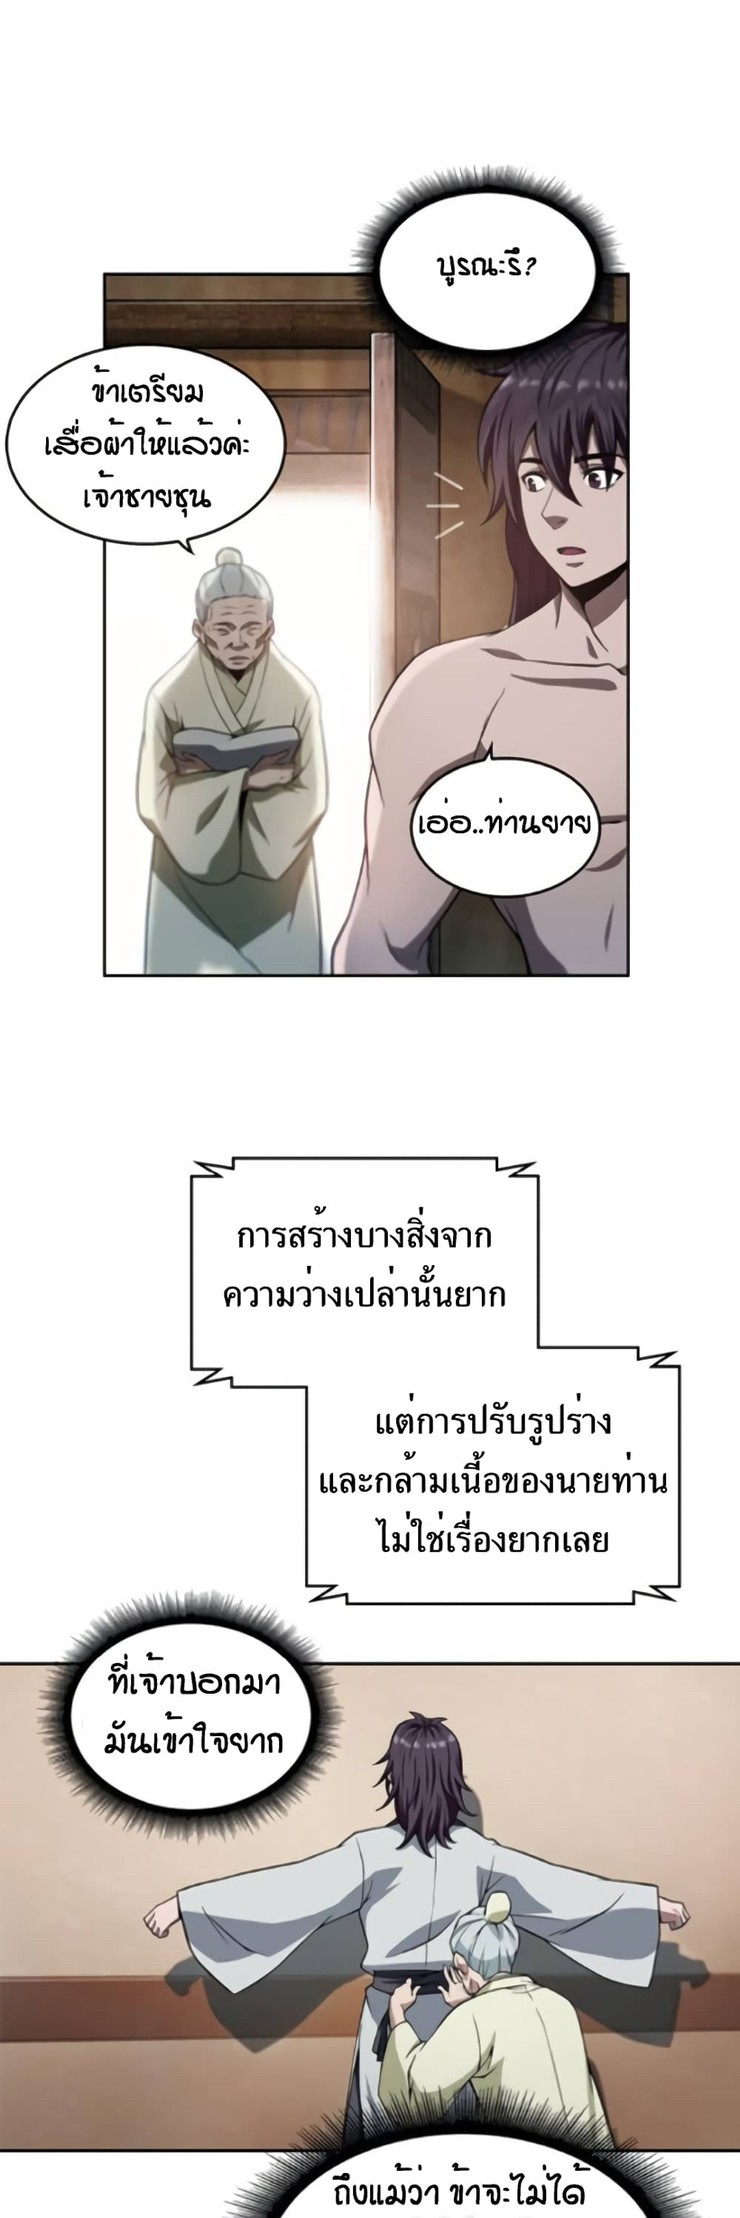 บูรณะรึ?
ข้าเตรียม
เสื่อผ้าให้แล้วค่ะ
เจ้าชายชุน
เอ่อ..ท่านยาย
การสร้างบางสิ่งจาก
ความว่างเปล่านั้นยาก
แต่การปรับรูปร่าง
และกล้ามเนื้อของนายท่าน
ไม่ใช่เรื่องยากเลย
ที่เจ้าบอกมา
มันเข้าใจยาก
ถึงแม้ว่า ข้าจะไม่ได้